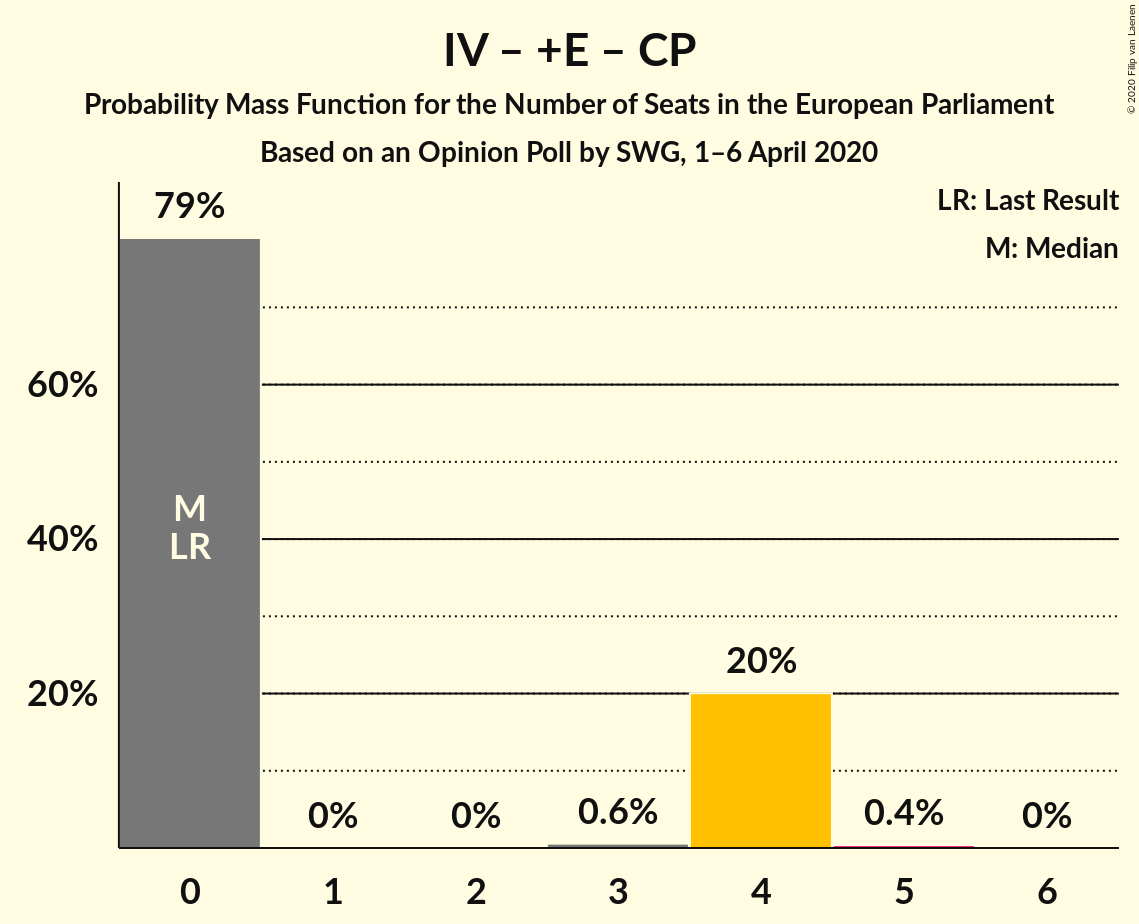 IV – +E – CP
Probability Mass Function for the Number of Seats in the European Parliament
Based on an Opinion Poll by SWG, 1–6 April 2020
© 2020 Filip van Laenen
LR: Last Result
M: Median
79%
60%
40%
20%
M
LR
0%
0%
0.6%
20%
0.4%
0%
0
1
2
3
4
5
6